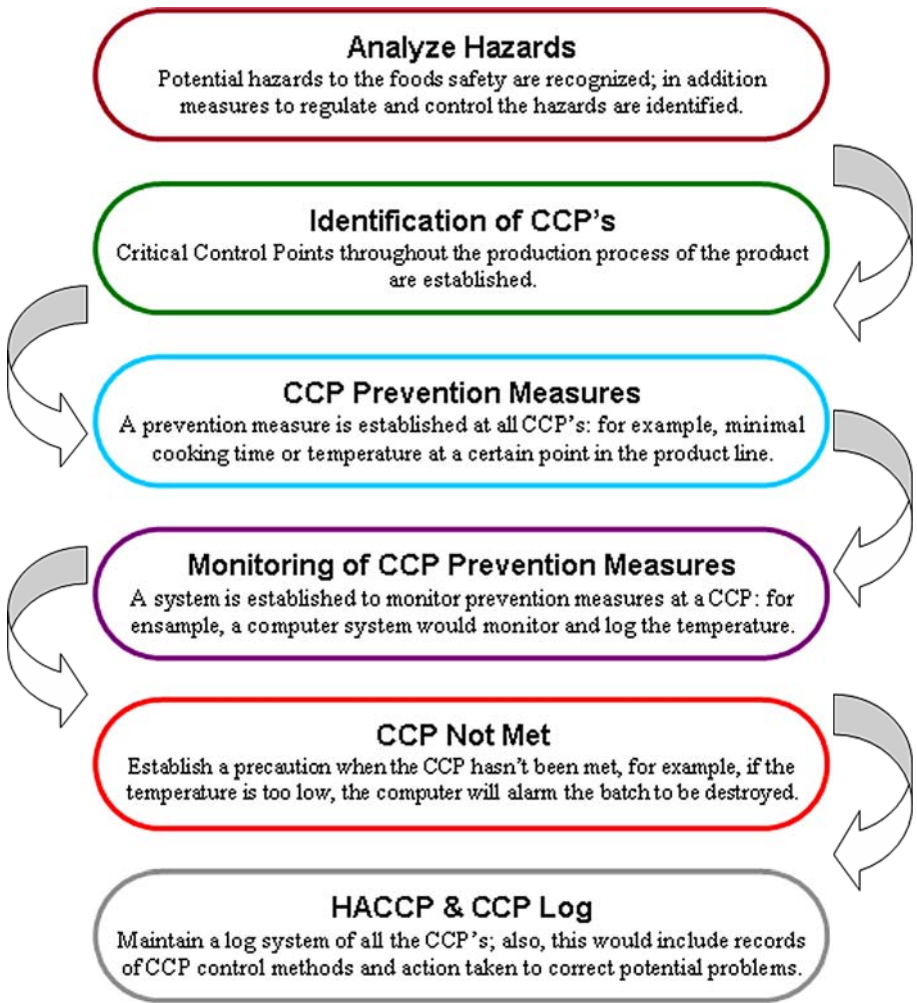 Analyze Hazards
Potential hazards to the foods safety are recognized; in addition
measures to regulate and control the hazards are identified.
Identification of CCP's
Critical Control Points throughout the production process of the product
are established.
CCP Prevention Measures
A prevention measure is established at all CCP's: for example, minimal
cooking time or temperature at a certain point in the product line.
Monitoring of CCP Prevention Measures
A system is established to monitor prevention measures at a CCP: for
ensample, a computer system would monitor and log the temperature.
CCP Not Met
Establish a precaution when the CCP hasn't been met, for example, if the
temperature is too low, the computer will alarm the batch to be destroyed.
HACCP & CCP Log
Maintain a log system of all the CCP's; also, this would include records
of CCP control methods and action taken to correct potential problems.